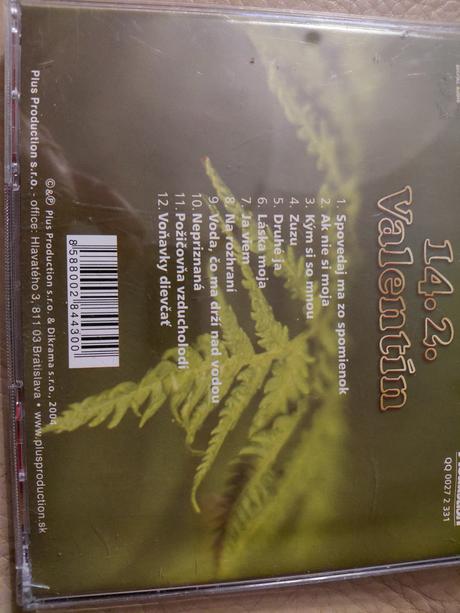 14. 2.
Valentín
1. Spovedaj ma zo spomienok
2. Ak nie si moja
3. Kým si so mnou
4. Zuzu
5. Druhé ja
6. Láska moja
7. Ja viem
8. Na rozhraní
9. Voda, čo ma drží nad vodou
10. Nepriznaná
11. Požičovňa vzducholodí
12. Voňavky dievčat
QQ 0027 2 331
8 588002 844300
©&℗ Plus Production s.r.o. & Dikrama s.r.o., 2004
Plus Production s.r.o. - office: Hlavatého 3, 811 03 Bratislava • www.plusproduction.sk